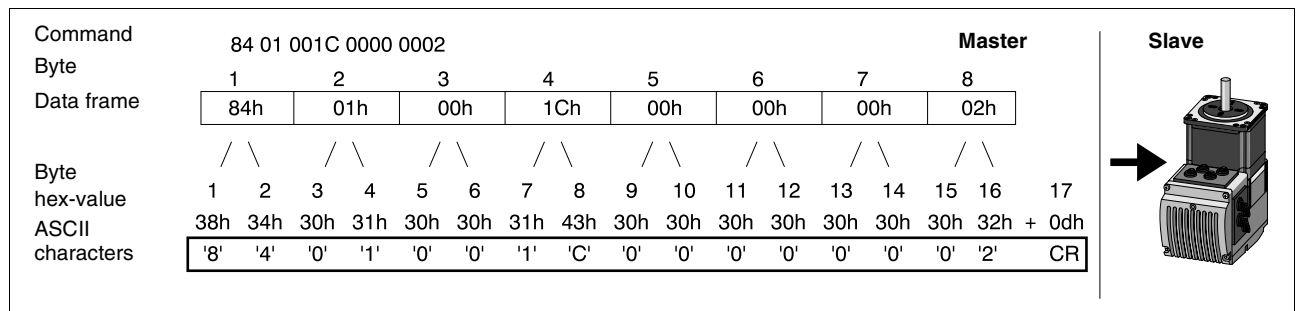 Command 84 01 001C 0000 0002 Master Slave
Byte 1 2 3 4 5 6 7 8
Data frame 84h 01h 00h 1Ch 00h 00h 00h 02h
Byte
hex-value 1 2 3 4 5 6 7 8 9 10 11 12 13 14 15 16 17
ASCII 38h 34h 30h 31h 30h 30h 31h 43h 30h 30h 30h 30h 30h 30h 30h 32h + 0dh
characters '8' '4' '0' '1' '0' '0' '1' 'C' '0' '0' '0' '0' '0' '0' '0' '2' CR